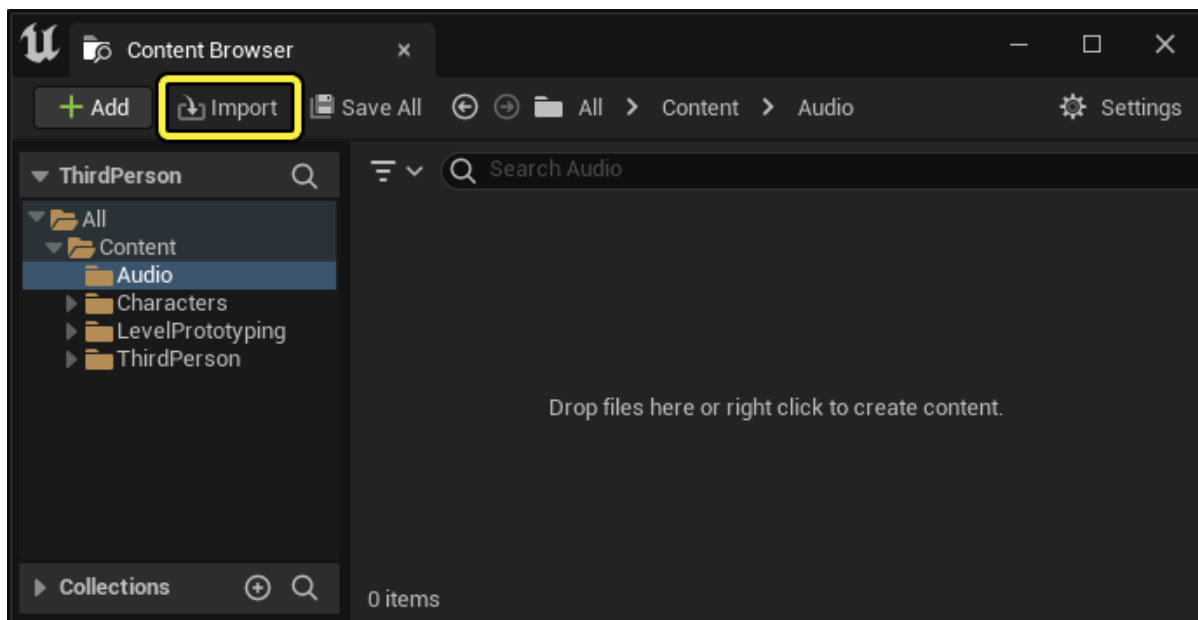 Content Browser
+ Add Import Save All All > Content > Audio Settings
ThirdPerson
Search Audio
All
Content
Audio
Characters
LevelPrototyping
ThirdPerson
Drop files here or right click to create content.
Collections
0 items